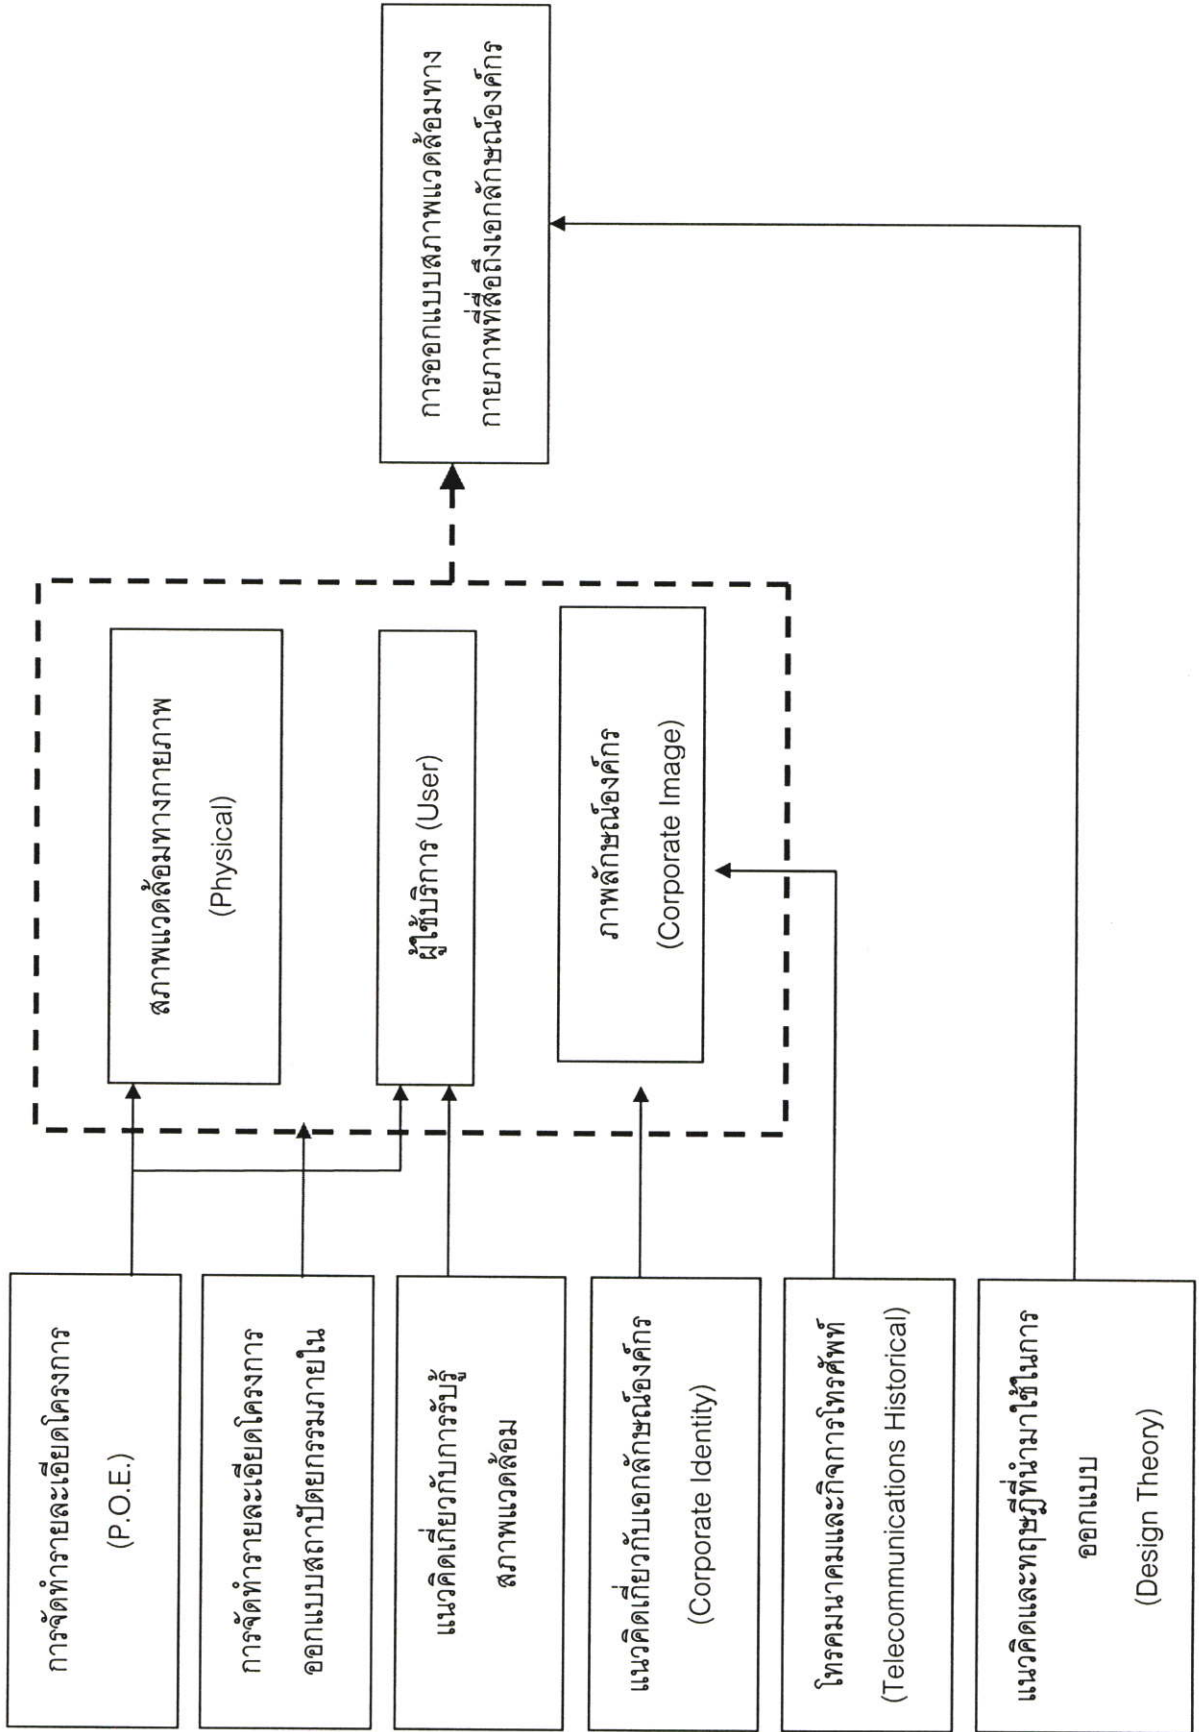 การจัดทำรายละเอียดโครงการ
(P.O.E.)
การจัดทำรายละเอียดโครงการ
ออกแบบสถาปัตยกรรมภายใน
แนวคิดเกี่ยวกับการรับรู้
สภาพแวดล้อม
แนวคิดเกี่ยวกับเอกลักษณ์องค์กร
(Corporate Identity)
โทรคมนาคมและกิจการโทรศัพท์
(Telecommunications Historical)
แนวคิดและทฤษฎีที่นำมาใช้ในการ
ออกแบบ
(Design Theory)
สภาพแวดล้อมทางกายภาพ
(Physical)
ผู้ใช้บริการ (User)
ภาพลักษณ์องค์กร
(Corporate Image)
การออกแบบสภาพแวดล้อมทาง
กายภาพที่สื่อถึงเอกลักษณ์องค์กร